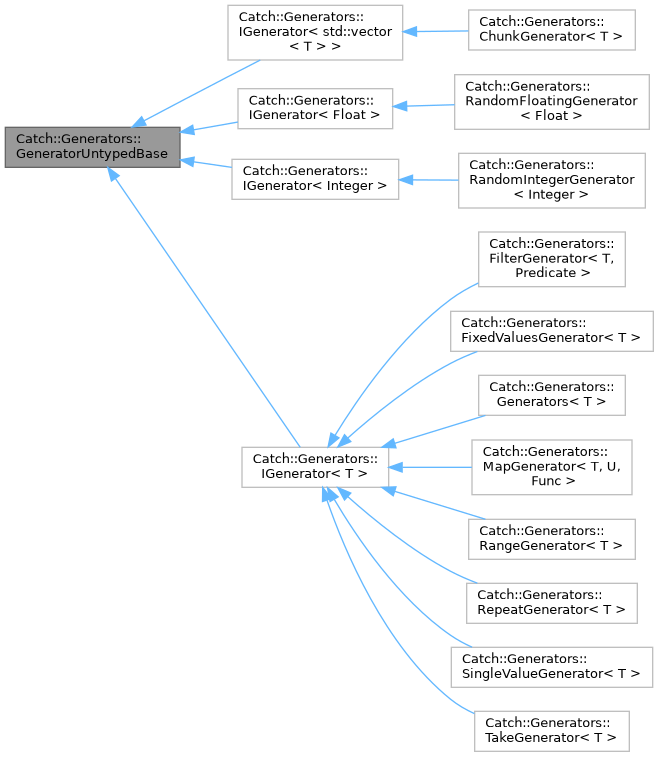 Catch::Generators::
IGenerator< std::vector
< T > >
Catch::Generators::
ChunkGenerator< T >
Catch::Generators::
IGenerator< Float >
Catch::Generators::
RandomFloatingGenerator
< Float >
Catch::Generators::
GeneratorUntypedBase
Catch::Generators::
IGenerator< Integer >
Catch::Generators::
RandomIntegerGenerator
< Integer >
Catch::Generators::
FilterGenerator< T,
Predicate >
Catch::Generators::
FixedValuesGenerator< T >
Catch::Generators::
Generators< T >
Catch::Generators::
IGenerator< T >
Catch::Generators::
MapGenerator< T, U,
Func >
Catch::Generators::
RangeGenerator< T >
Catch::Generators::
RepeatGenerator< T >
Catch::Generators::
SingleValueGenerator< T >
Catch::Generators::
TakeGenerator< T >